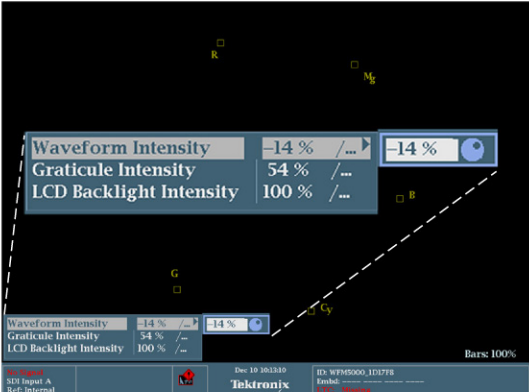 R
Mg
Waveform Intensity –14 % /... –14 %
Graticule Intensity 54 % /...
LCD Backlight Intensity 100 % /...
B
G
Cy
Waveform Intensity –14 % /... –14 %
Graticule Intensity 54 % /...
LCD Backlight Intensity 100 % /...
Bars: 100%
SDI Input A
Ref: Internal
Dec 10 10:13:10
Tektronix
ID: WFM5000_1D17F8
Embd: ---- ---- ---- ----